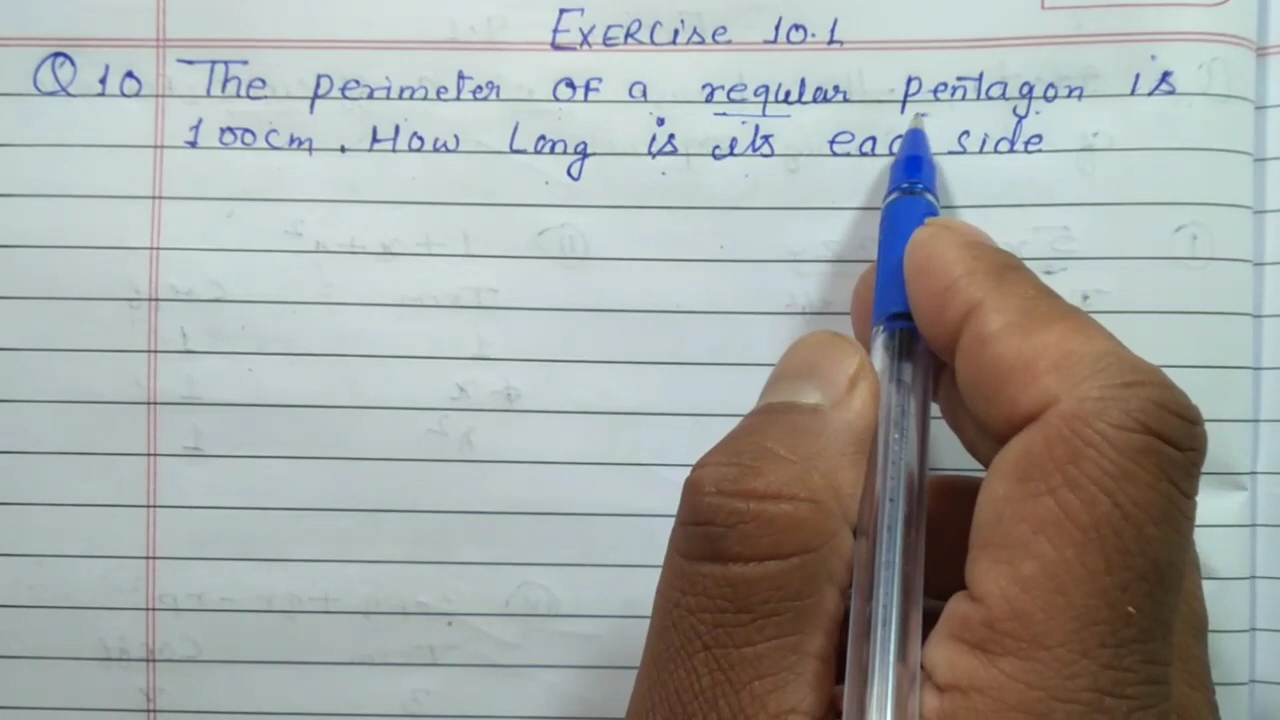 Exercise 10.1
Q10 The perimeter of a regular pentagon is
100cm. How long is its each side